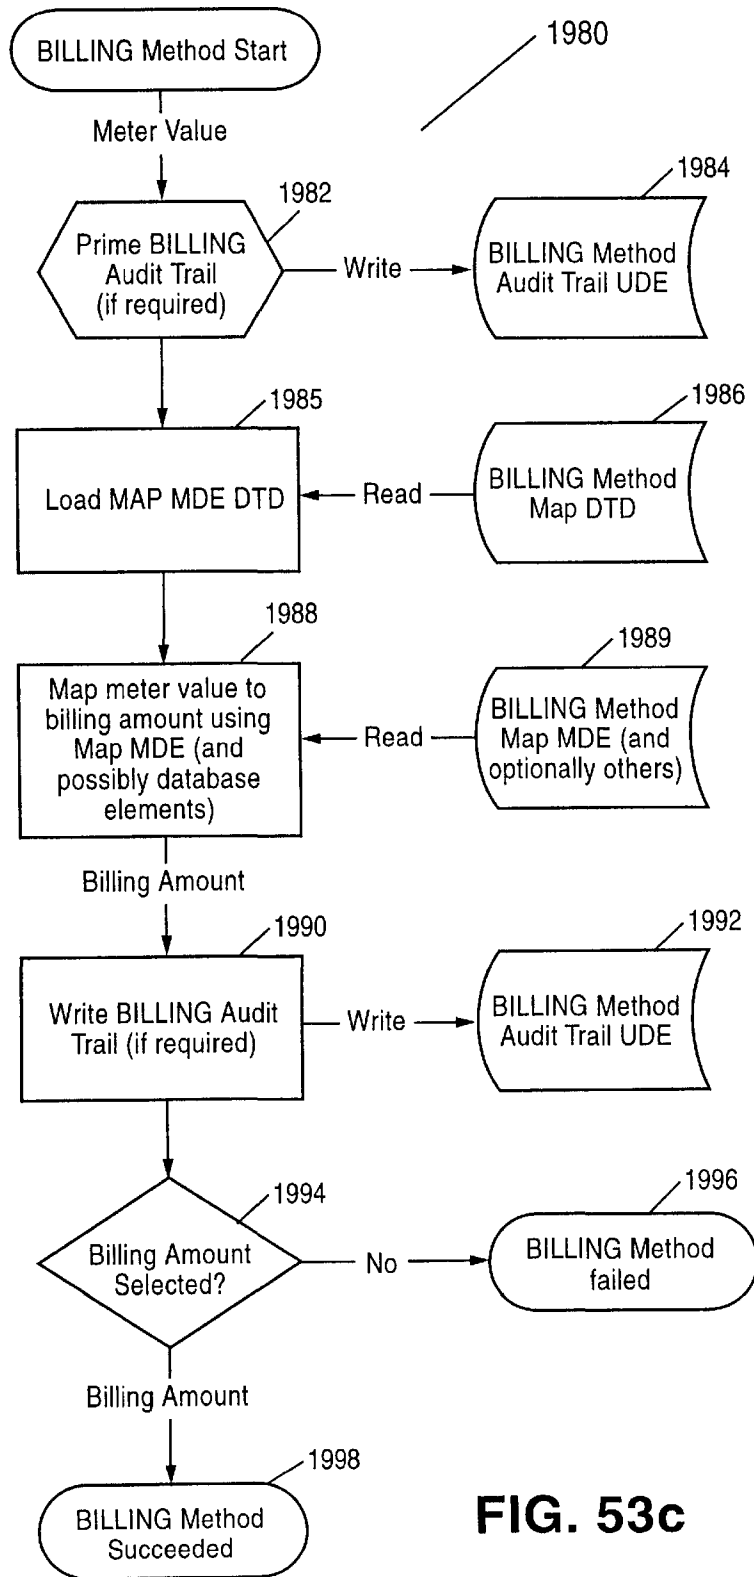 BILLING Method Start
1980
Meter Value
1982
Prime BILLING
Audit Trail
(if required)
Write
1984
BILLING Method
Audit Trail UDE
1985
Load MAP MDE DTD
Read
1986
BILLING Method
Map DTD
1988
Map meter value to
billing amount using
Map MDE (and
possibly database
elements)
Read
1989
BILLING Method
Map MDE (and
optionally others)
Billing Amount
1990
Write BILLING Audit
Trail (if required)
Write
1992
BILLING Method
Audit Trail UDE
1994
Billing Amount
Selected?
No
1996
BILLING Method
failed
Billing Amount
1998
BILLING Method
Succeeded
FIG. 53c